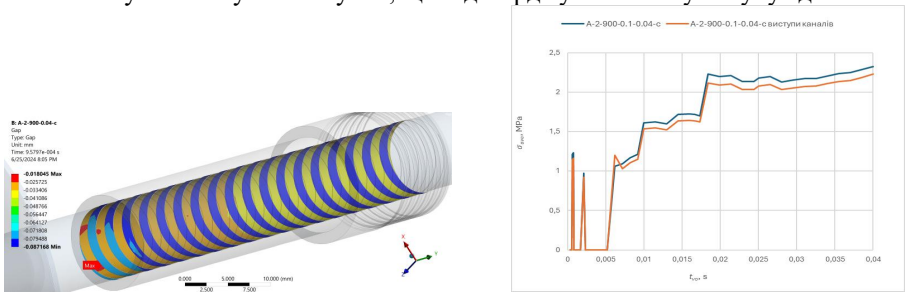 B: A-2-900-0.04-c
Gap
Type: Gap
Unit: mm
Time: 9.5797e-004 s
6/25/2024 8:05 PM
-0.018045 Max
-0.025725
-0.033406
-0.041086
-0.048766
-0.056447
-0.064127
-0.071808
-0.079488
-0.087168 Min
Max
0.000 5.000 10.000 (mm)
2.500 7.500
X
Y
Z
A-2-900-0.1-0.04-c A-2-900-0.1-0.04-c виступи каналів
2,5
2
1,5
1
0,5
0
0 0,005 0,01 0,015 0,02 0,025 0,03 0,035 0,04